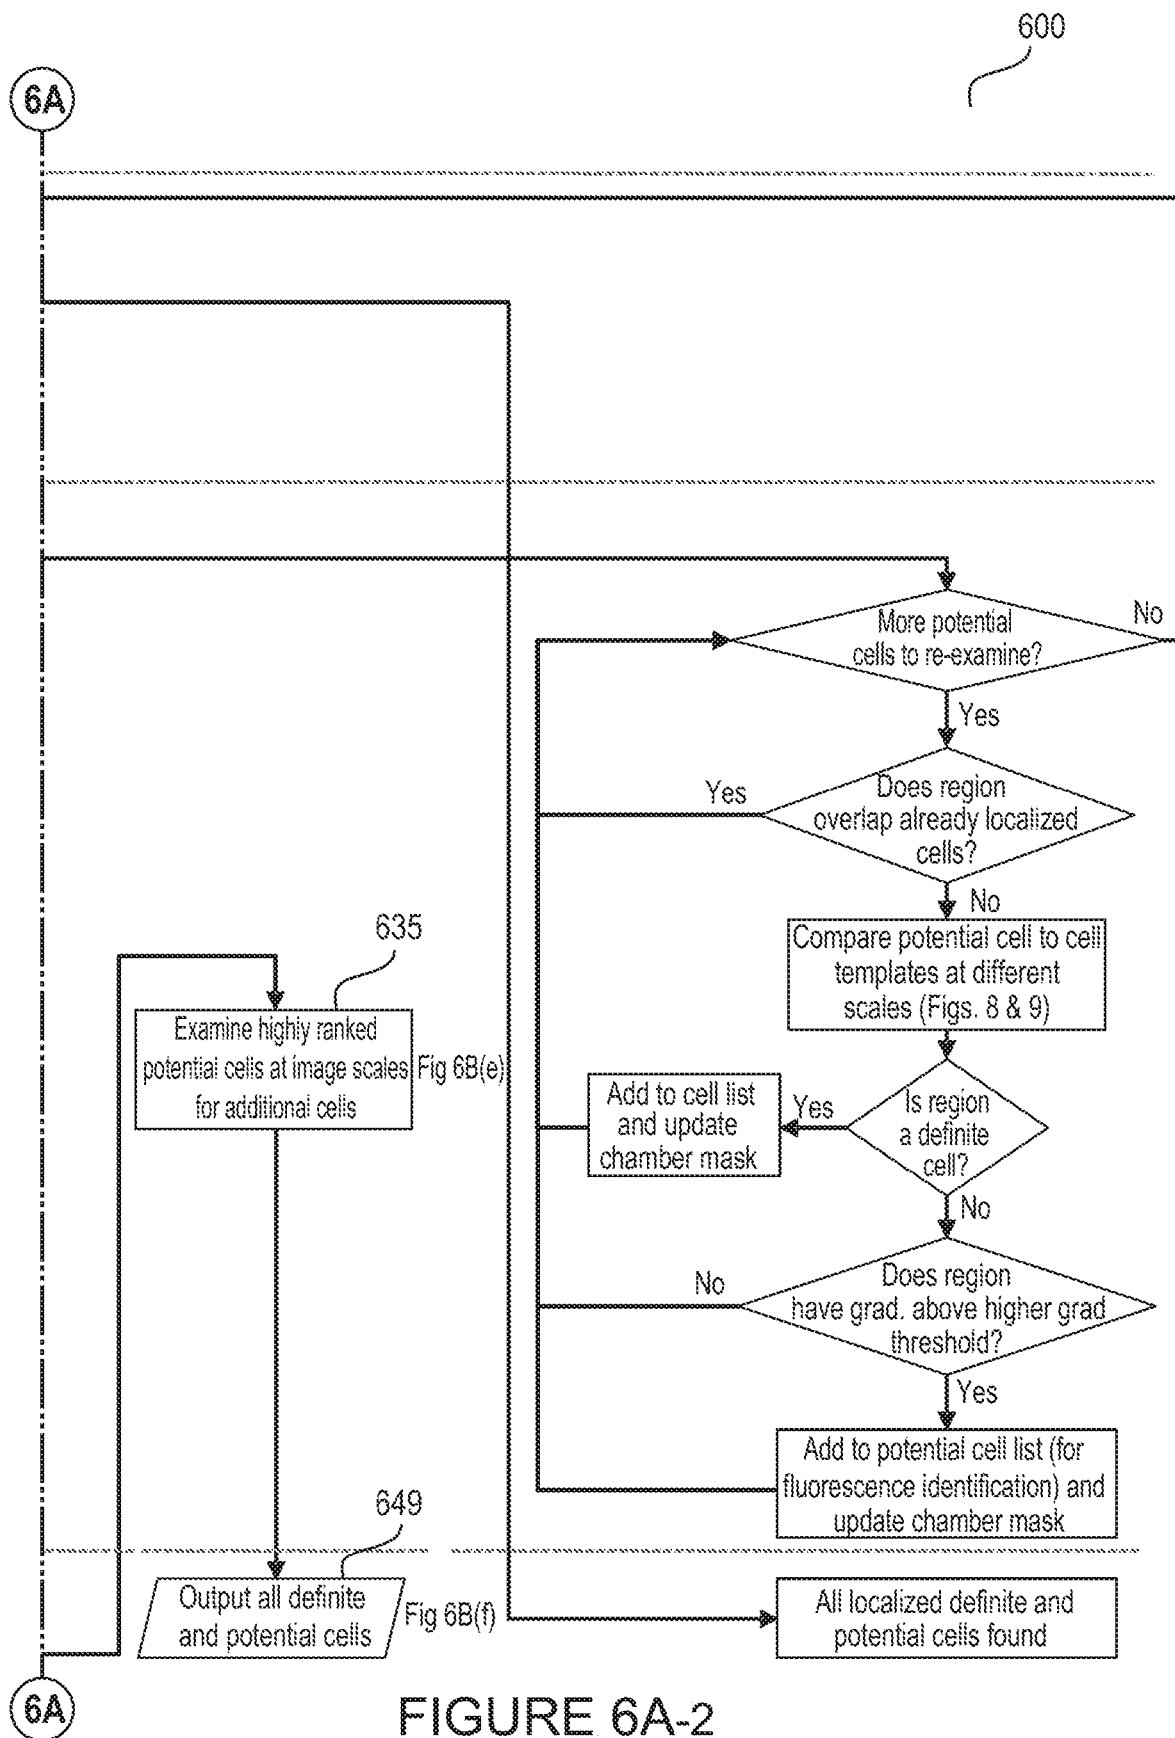 600
6A
More potential
cells to re-examine?
No
Yes
Does region
overlap already localized
cells?
Yes
No
635
Compare potential cell to cell
templates at different
scales (Figs. 8 & 9)
Examine highly ranked
potential cells at image scales
for additional cells
Fig 6B(e)
Add to cell list
and update
chamber mask
Yes
Is region
a definite
cell?
No
No
Does region
have grad. above higher grad
threshold?
Yes
Add to potential cell list (for
fluorescence identification) and
update chamber mask
649
Output all definite
and potential cells
Fig 6B(f)
All localized definite and
potential cells found
6A
FIGURE 6A-2